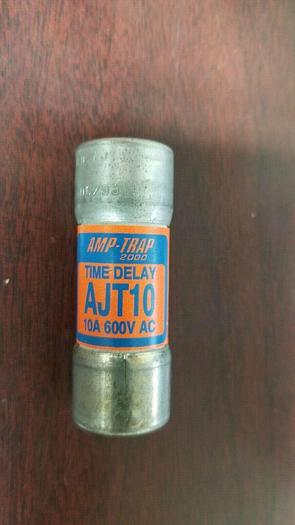 AMP-TRAP
2000
TIME DELAY
AJT10
10A 600V AC